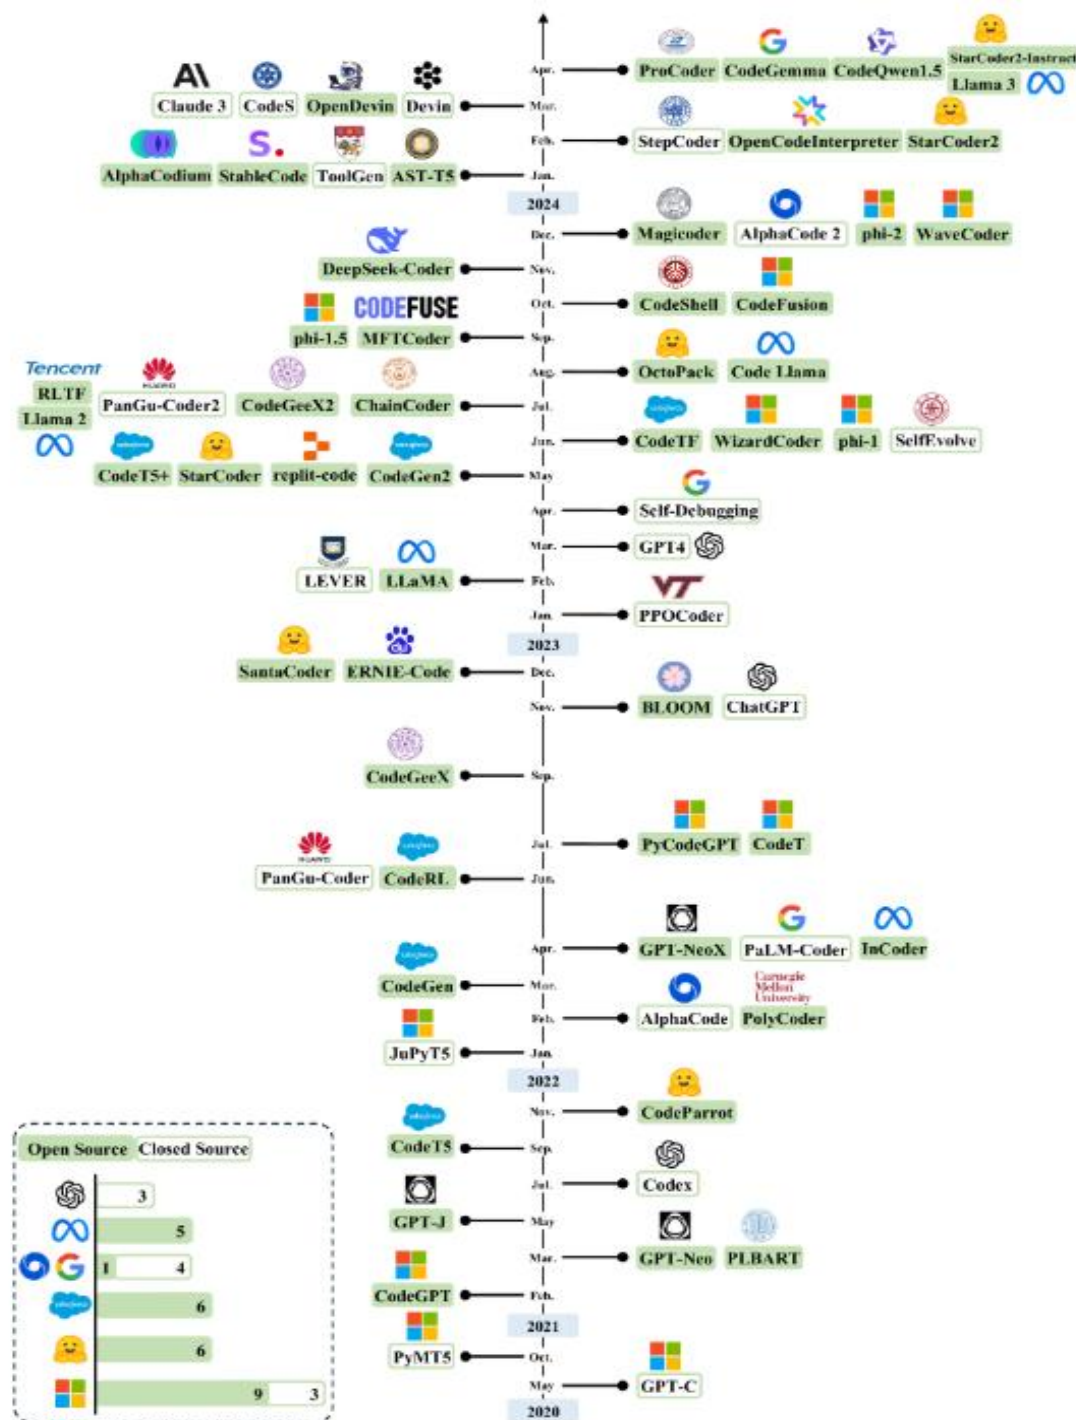 Apr. ProCoder CodeGemma CodeQwen1.5 StarCoder2-Instruct
Llama 3
Claude 3 CodeS OpenDevin Devin Mar.
Feb. StepCoder OpenCodeInterpreter StarCoder2
AlphaCodium StableCode ToolGen AST-T5 Jan.
2024
Dec. Magicoder AlphaCode 2 phi-2 WaveCoder
DeepSeek-Coder Nov.
Oct. CodeShell CodeFusion
CODEFUSE
phi-1.5 MFTCoder Sep.
Aug. OctoPack Code Llama
Tencent
HUAWEI
RLTF
Llama 2 PanGu-Coder2 CodeGeeX2 ChainCoder Jul.
Jun. CodeTF WizardCoder phi-1 SelfEvolve
CodeT5+ StarCoder replit-code CodeGen2 May
Apr. Self-Debugging
Mar. GPT4
LEVER LLaMA Feb.
VT
Jan. PPOCoder
2023
SantaCoder ERNIE-Code Dec.
Nov. BLOOM ChatGPT
CodeGeeX Sep.
Jul. PyCodeGPT CodeT
HUAWEI
PanGu-Coder CodeRL Jun.
Apr. GPT-NeoX PaLM-Coder InCoder
CodeGen Mar.
Carnegie
Mellon
University
Feb. AlphaCode PolyCoder
JuPyT5 Jan.
2022
Nov. CodeParrot
CodeT5 Sep.
Jul. Codex
GPT-J May
Mar. GPT-Neo PLBART
CodeGPT Feb.
2021
PyMT5 Oct.
May GPT-C
2020
Open Source Closed Source
3
5
1 4
6
6
9 3